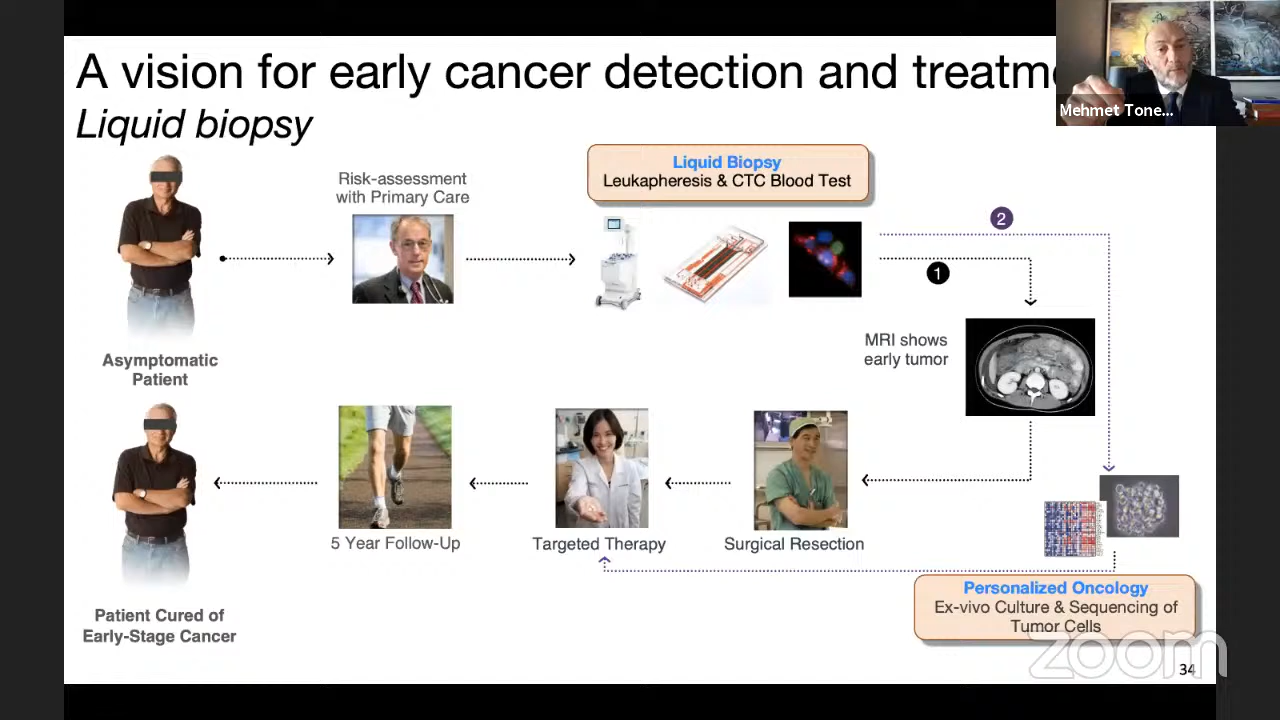 A vision for early cancer detection and treatm
Liquid biopsy
Mehmet Tone...
Risk-assessment
with Primary Care
Liquid Biopsy
Leukapheresis & CTC Blood Test
2
1
MRI shows
early tumor
Asymptomatic
Patient
5 Year Follow-Up
Targeted Therapy
Surgical Resection
Patient Cured of
Early-Stage Cancer
Personalized Oncology
Ex-vivo Culture & Sequencing of
Tumor Cells
zoom
34